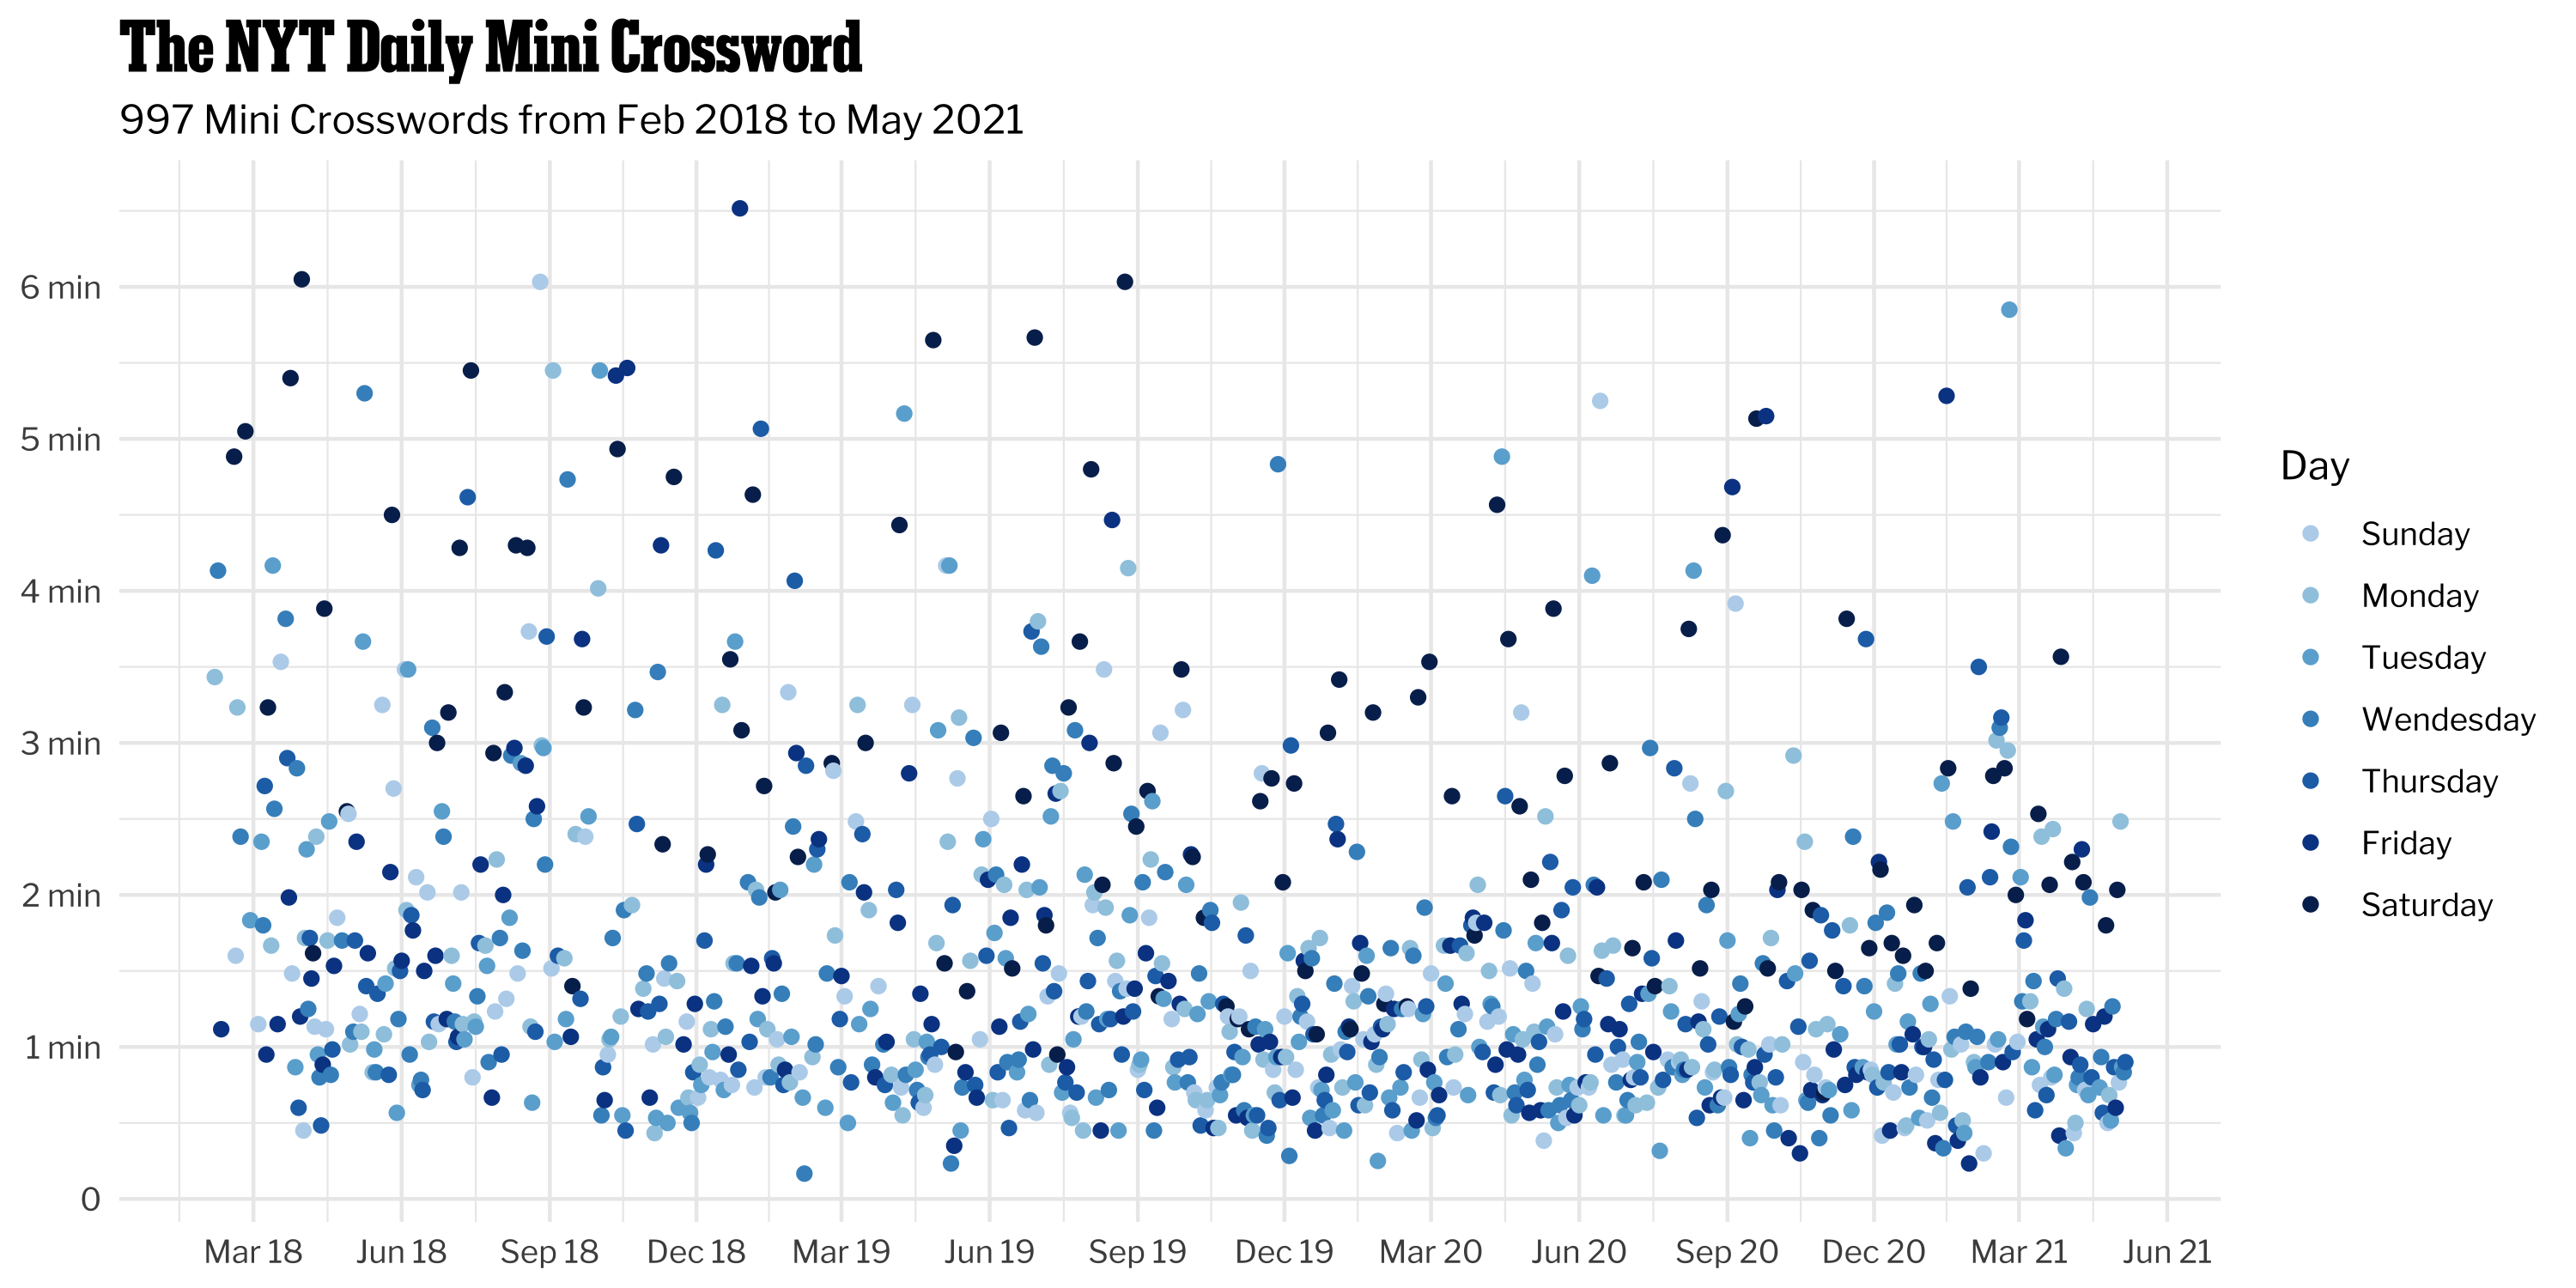 The NYT Daily Mini Crossword
997 Mini Crosswords from Feb 2018 to May 2021
6 min
5 min
4 min
3 min
2 min
1 min
0
Mar 18 Jun 18 Sep 18 Dec 18 Mar 19 Jun 19 Sep 19 Dec 19 Mar 20 Jun 20 Sep 20 Dec 20 Mar 21 Jun 21
Day
Sunday
Monday
Tuesday
Wendesday
Thursday
Friday
Saturday